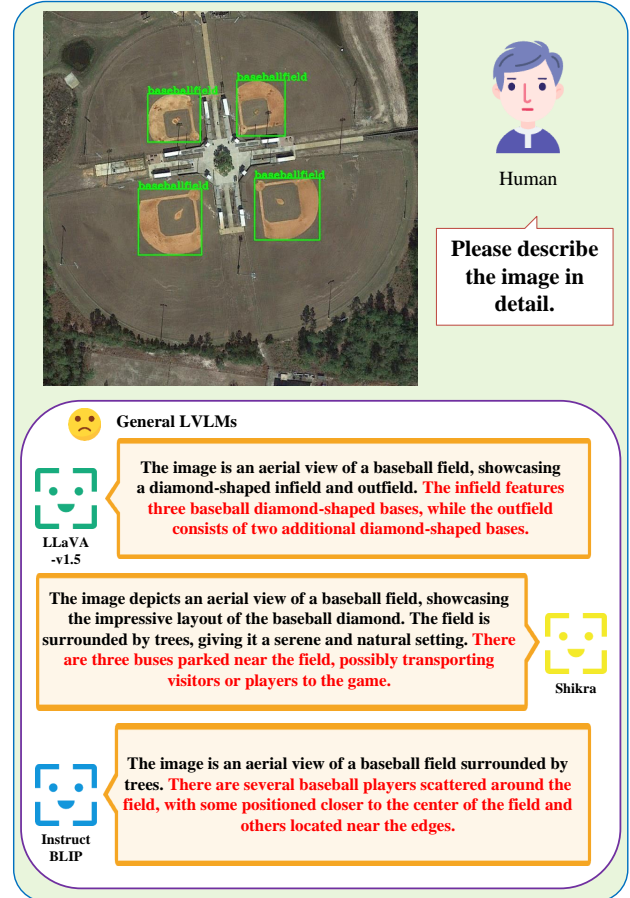 baseballfield
baseballfield
baseballfield
baseballfield
Human
Please describe
the image in
detail.
General LVLMs
The image is an aerial view of a baseball field, showcasing
a diamond-shaped infield and outfield. The infield features
three baseball diamond-shaped bases, while the outfield
consists of two additional diamond-shaped bases.
LLaVA
-v1.5
The image depicts an aerial view of a baseball field, showcasing
the impressive layout of the baseball diamond. The field is
surrounded by trees, giving it a serene and natural setting. There
are three buses parked near the field, possibly transporting
visitors or players to the game.
Shikra
The image is an aerial view of a baseball field surrounded by
trees. There are several baseball players scattered around the
field, with some positioned closer to the center of the field and
others located near the edges.
Instruct
BLIP